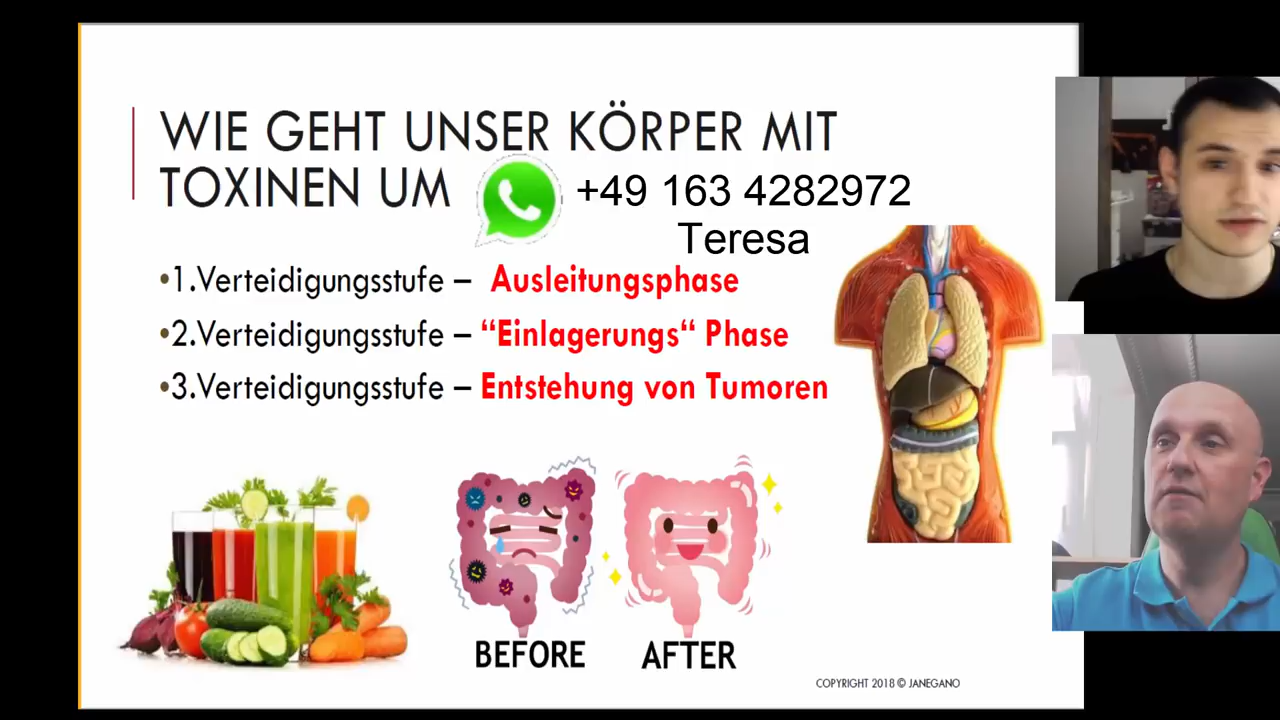 WIE GEHT UNSER KÖRPER MIT
TOXINEN UM
+49 163 4282972
Teresa
•1.Verteidigungsstufe – Ausleitungsphase
•2.Verteidigungsstufe – “Einlagerungs“ Phase
•3.Verteidigungsstufe – Entstehung von Tumoren
BEFORE
AFTER
COPYRIGHT 2018 © JANEGANO